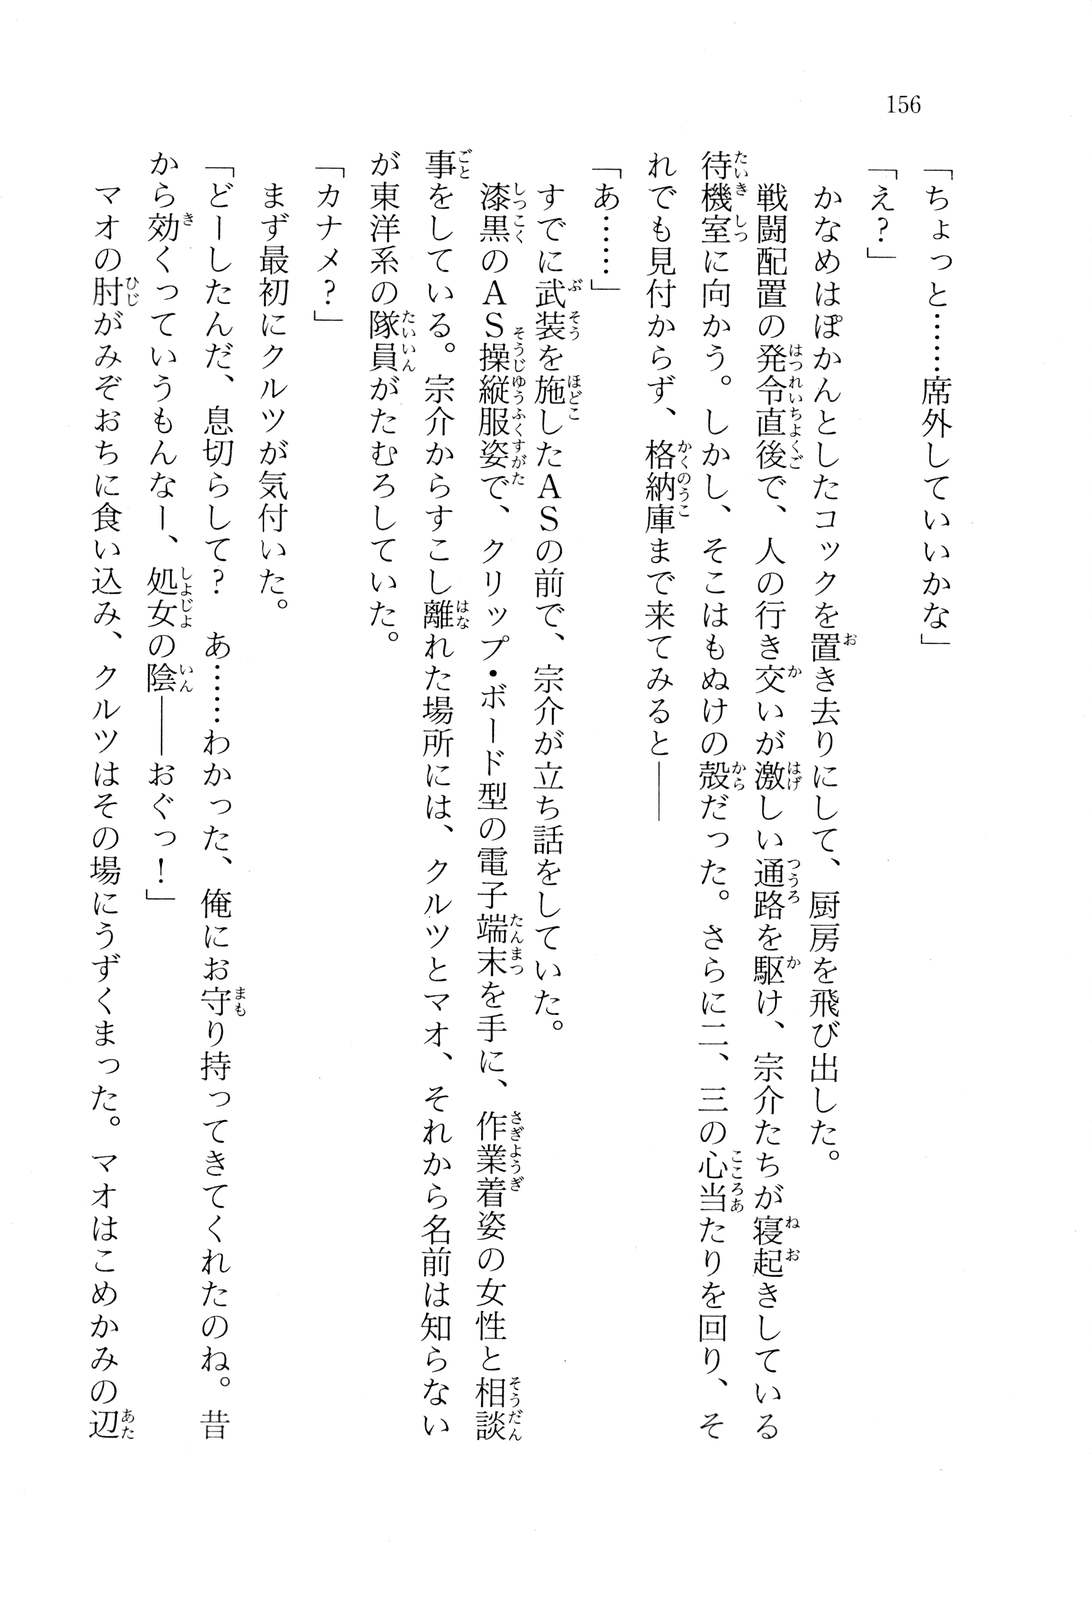 156
「ちょっと……席外していいかな」
「え？」
　かなめはぽかんとしたコックを置き去りにして、厨房を飛び出した。
　戦闘配置の発令直後で、人の行き交いが激しい通路を駆け、宗介たちが寝起きしている
待機室に向かう。しかし、そこはもぬけの殻だった。さらに二、三の心当たりを回り、そ
れでも見付からず、格納庫まで来てみると――
「あ……」
　すでに武装を施したＡＳの前で、宗介が立ち話をしていた。
　漆黒のＡＳ操縦服姿で、クリップ・ボード型の電子端末を手に、作業着姿の女性と相談
事をしている。宗介からすこし離れた場所には、クルツとマオ、それから名前は知らない
が東洋系の隊員がたむろしていた。
「カナメ？」
　まず最初にクルツが気付いた。
「どーしたんだ、息切らして？　あ……わかった、俺にお守り持ってきてくれたのね。昔
から効くっていうもんなー、処女の陰――おぐっ！」
　マオの肘がみぞおちに食い込み、クルツはその場にうずくまった。マオはこめかみの辺